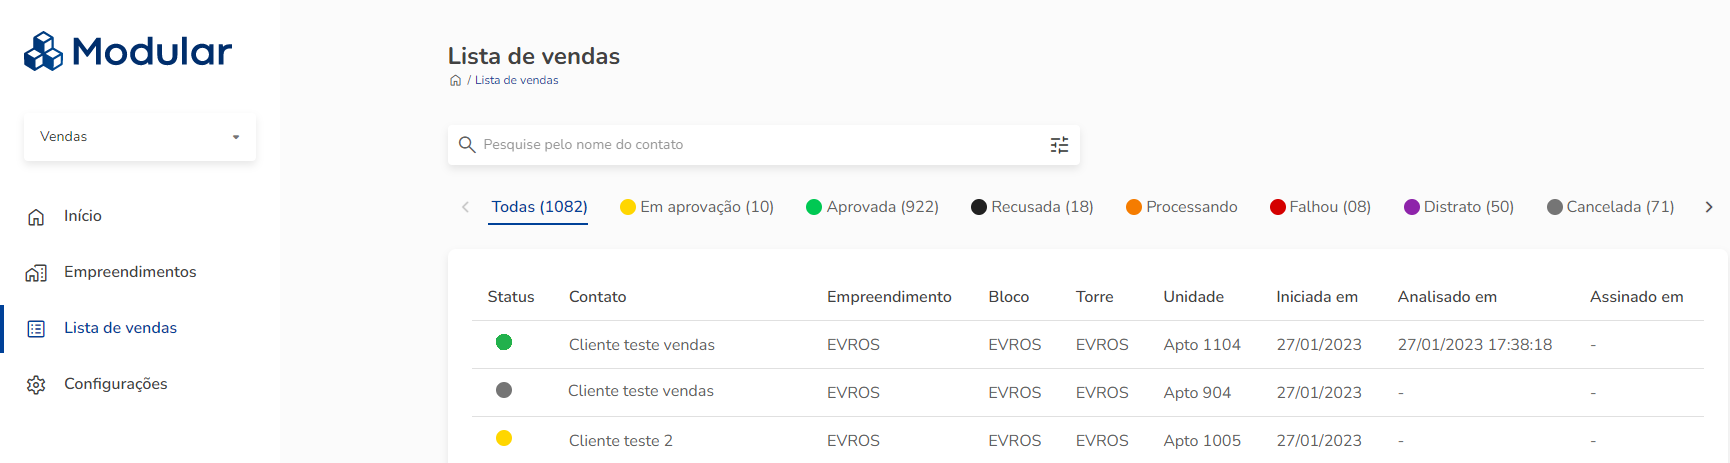 Modular
Vendas
Início
Empreendimentos
Lista de vendas
Configurações
Lista de vendas
/ Lista de vendas
Pesquise pelo nome do contato
Todas (1082) Em aprovação (10) Aprovada (922) Recusada (18) Processando Falhou (08) Distrato (50) Cancelada (71)
Status Contato Empreendimento Bloco Torre Unidade Iniciada em Analisado em Assinado em
Cliente teste vendas EVROS EVROS EVROS Apto 1104 27/01/2023 27/01/2023 17:38:18 -
Cliente teste vendas EVROS EVROS EVROS Apto 904 27/01/2023 - -
Cliente teste 2 EVROS EVROS EVROS Apto 1005 27/01/2023 - -